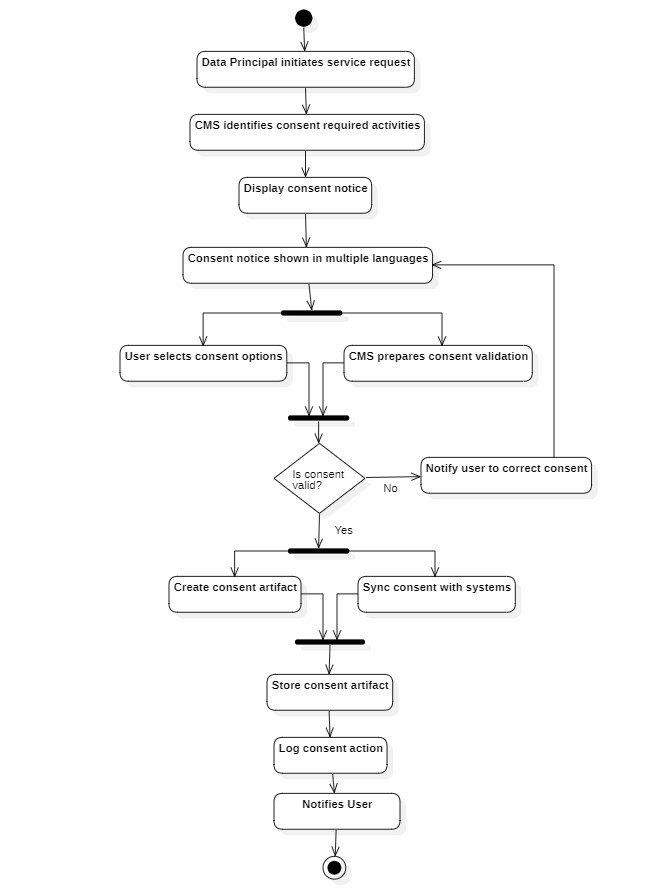 Data Principal initiates service request
CMS identifies consent required activities
Display consent notice
Consent notice shown in multiple languages
User selects consent options
CMS prepares consent validation
Is consent
valid?
No
Notify user to correct consent
Yes
Create consent artifact
Sync consent with systems
Store consent artifact
Log consent action
Notifies User